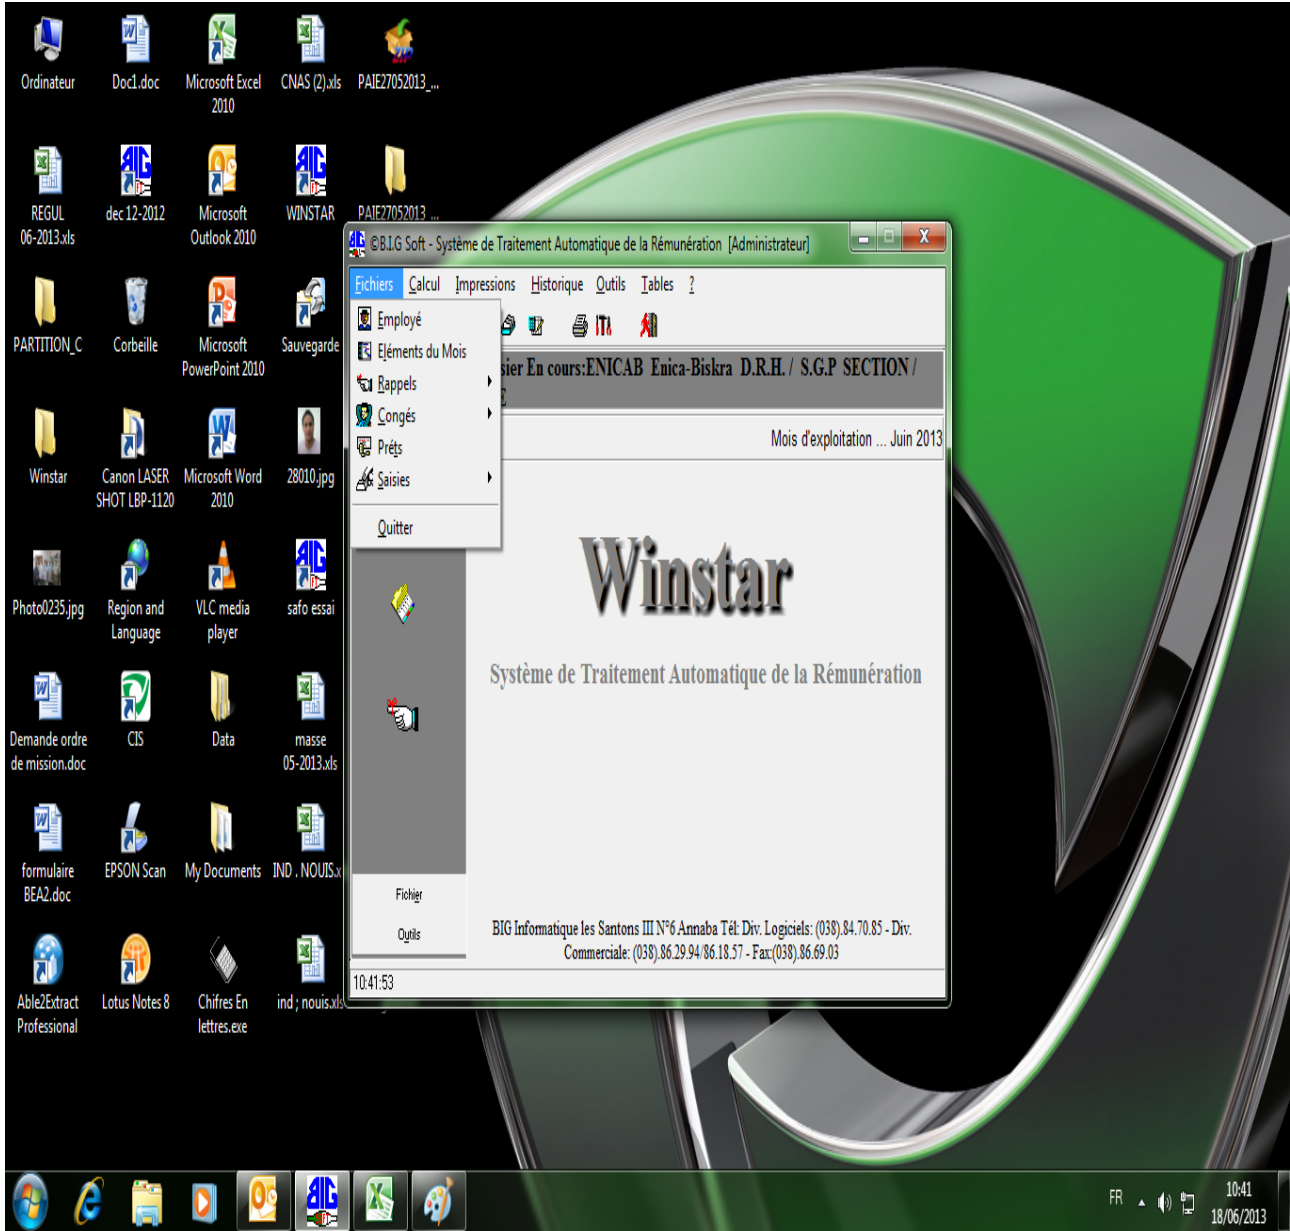 Ordinateur
Doc1.doc
Microsoft Excel
2010
CNAS (2).xls
PAIE27052013_...
REGUL
06-2013.xls
dec 12-2012
Microsoft
Outlook 2010
WINSTAR
PAIE27052013_...
PARTITION_C
Corbeille
Microsoft
PowerPoint 2010
Sauvegarde
Winstar
Canon LASER
SHOT LBP-1120
Microsoft Word
2010
28010.jpg
Photo0235.jpg
Region and
Language
VLC media
player
safo essai
Demande ordre
de mission.doc
CIS
Data
masse
05-2013.xls
formulaire
BEA2.doc
EPSON Scan
My Documents
IND . NOUIS.x
Able2Extract
Professional
Lotus Notes 8
Chifres En
lettres.exe
ind ; nouis.xls
©B.I.G Soft - Système de Traitement Automatique de la Rémunération [Administrateur]
Fichiers Calcul Impressions Historique Outils Tables ?
Employé
Eléments du Mois
Rappels
Congés
Préts
Saisies
Quitter
sier En cours:ENICAB Enica-Biskra D.R.H. / S.G.P SECTION /
Mois d'exploitation ... Juin 2013
Winstar
Système de Traitement Automatique de la Rémunération
Fichier
Outils
BIG Informatique les Santons III N°6 Annaba Tél: Div. Logiciels: (038).84.70.85 - Div.
Commerciale: (038).86.29.94/86.18.57 - Fax:(038).86.69.03
10:41:53
FR
10:41
18/06/2013